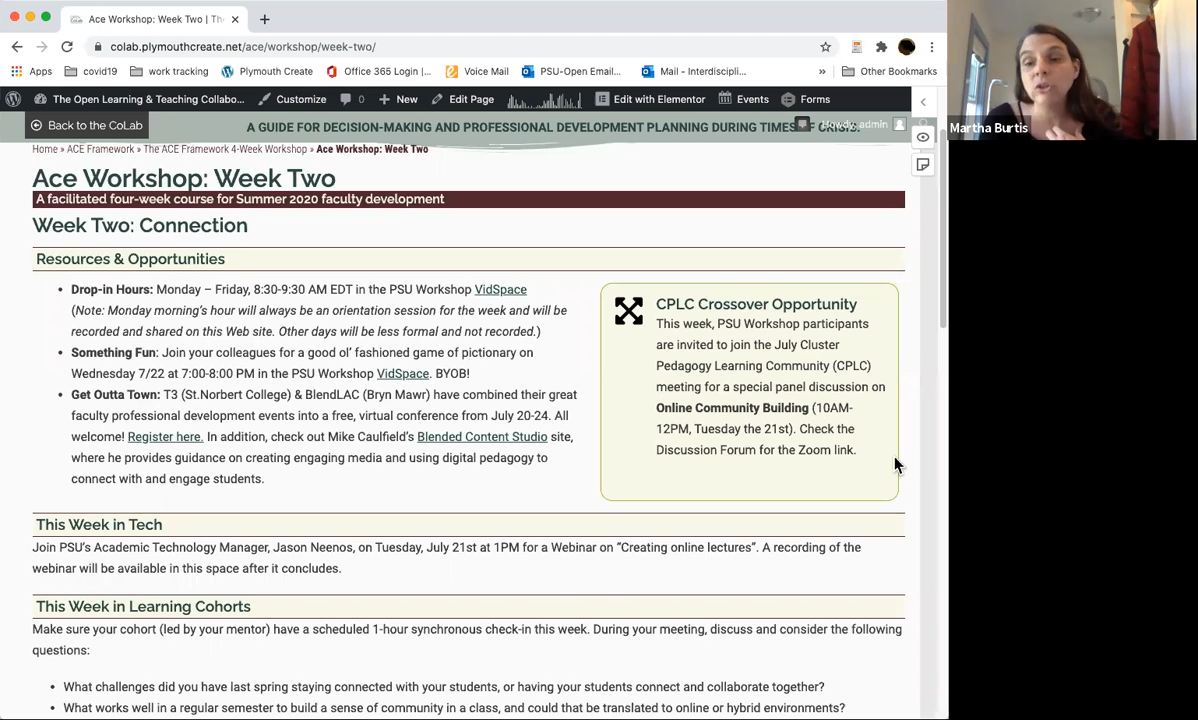 Ace Workshop: Week Two | The
colab.plymouthcreate.net/ace/workshop/week-two/
Apps covid19 work tracking Plymouth Create Office 365 Login |... Voice Mail PSU-Open Email... Mail - Interdiscipli... » Other Bookmarks
The Open Learning & Teaching Collabo... Customize 0 New Edit Page Edit with Elementor Events Forms
Back to the CoLab
A GUIDE FOR DECISION-MAKING AND PROFESSIONAL DEVELOPMENT PLANNING DURING TIMES OF
admin
Martha Burtis
Home » ACE Framework » The ACE Framework 4-Week Workshop » Ace Workshop: Week Two
Ace Workshop: Week Two
A facilitated four-week course for Summer 2020 faculty development
Week Two: Connection
Resources & Opportunities
• Drop-in Hours: Monday – Friday, 8:30-9:30 AM EDT in the PSU Workshop VidSpace
(Note: Monday morning's hour will always be an orientation session for the week and will be
recorded and shared on this Web site. Other days will be less formal and not recorded.)
• Something Fun: Join your colleagues for a good ol' fashioned game of pictionary on
Wednesday 7/22 at 7:00-8:00 PM in the PSU Workshop VidSpace. BYOB!
• Get Outta Town: T3 (St.Norbert College) & BlendLAC (Bryn Mawr) have combined their great
faculty professional development events into a free, virtual conference from July 20-24. All
welcome! Register here. In addition, check out Mike Caulfield's Blended Content Studio site,
where he provides guidance on creating engaging media and using digital pedagogy to
connect with and engage students.
CPLC Crossover Opportunity
This week, PSU Workshop participants
are invited to join the July Cluster
Pedagogy Learning Community (CPLC)
meeting for a special panel discussion on
Online Community Building (10AM-
12PM, Tuesday the 21st). Check the
Discussion Forum for the Zoom link.
This Week in Tech
Join PSU's Academic Technology Manager, Jason Neenos, on Tuesday, July 21st at 1PM for a Webinar on "Creating online lectures". A recording of the
webinar will be available in this space after it concludes.
This Week in Learning Cohorts
Make sure your cohort (led by your mentor) have a scheduled 1-hour synchronous check-in this week. During your meeting, discuss and consider the following
questions:
• What challenges did you have last spring staying connected with your students, or having your students connect and collaborate together?
• What works well in a regular semester to build a sense of community in a class, and could that be translated to online or hybrid environments?